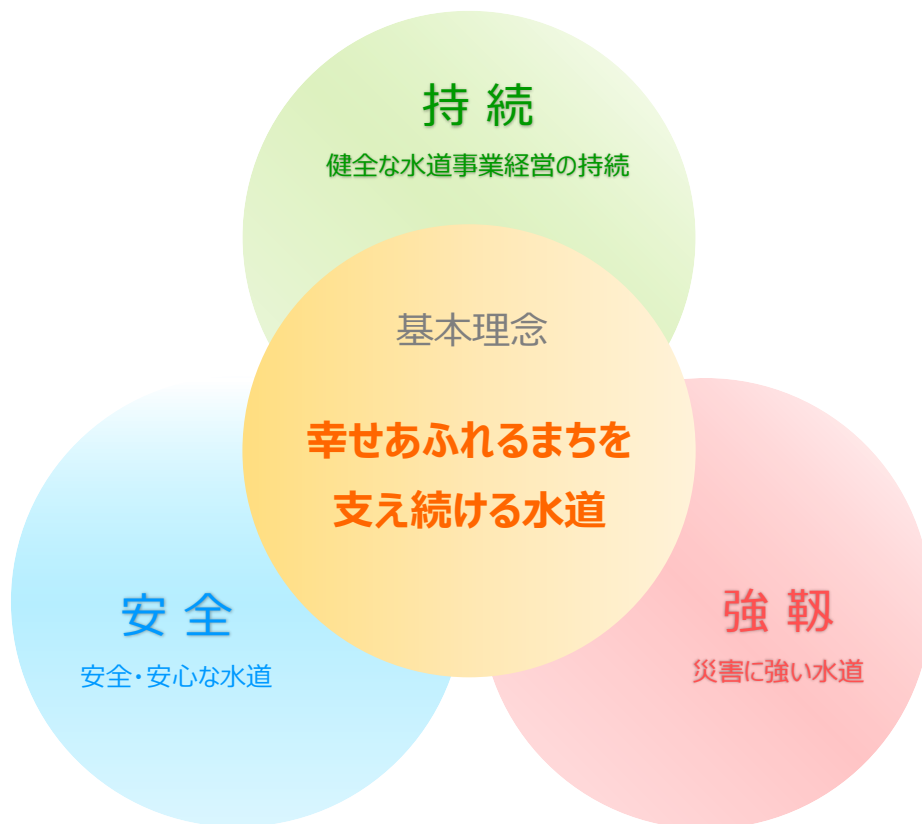 持 続
健全な水道事業経営の持続
基本理念
幸せあふれるまちを
支え続ける水道
安 全
安全・安心な水道
強 靱
災害に強い水道